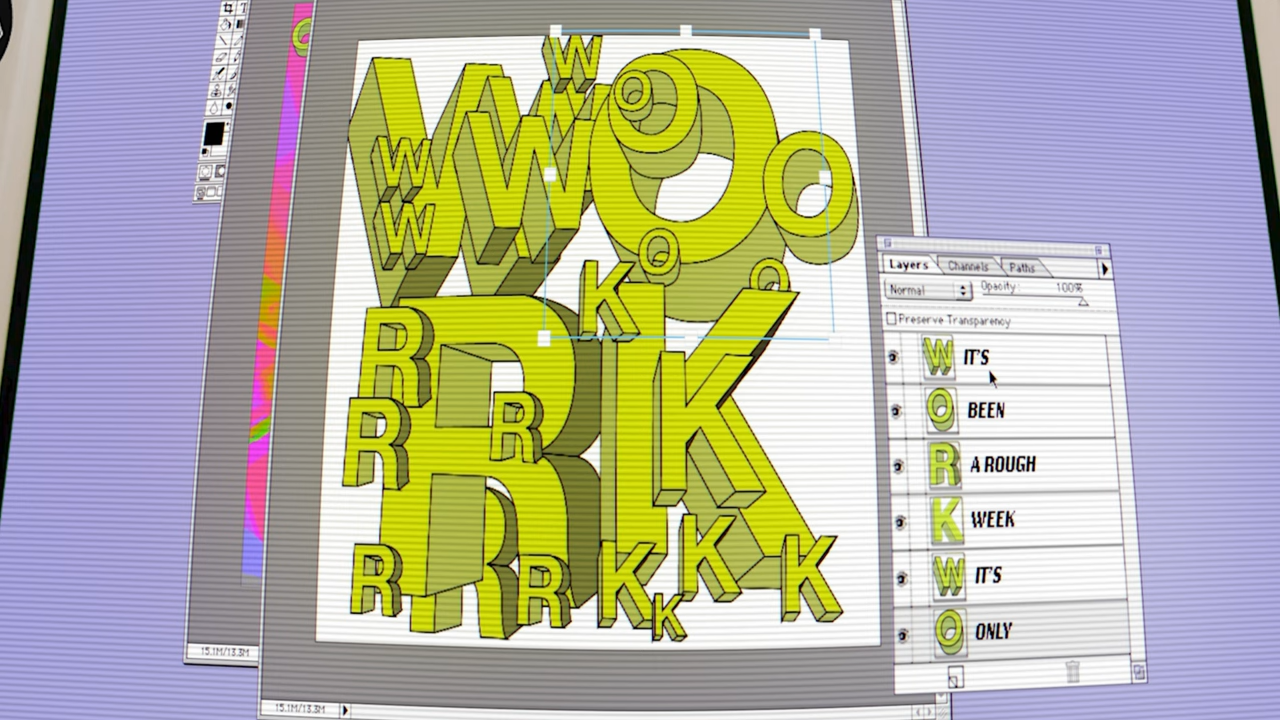 W
W W W O O
W
W O O
K
R R K
R R K
R R R K K K
K
Layers Channels Paths
Normal Opacity: 100%
Preserve Transparency
IT'S
BEEN
A ROUGH
WEEK
IT'S
ONLY
15.1M/13.3M
15.1M/13.3M